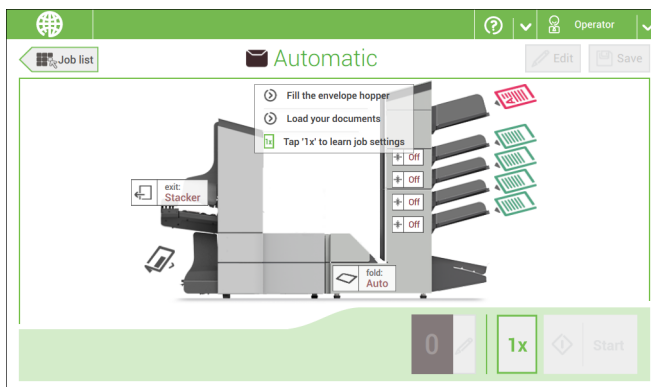 Operator
Job list
Automatic
Edit
Save
Fill the envelope hopper
Load your documents
1x
Tap '1x' to learn job settings
Off
Off
Off
Off
exit:
Stacker
fold:
Auto
0
1x
Start